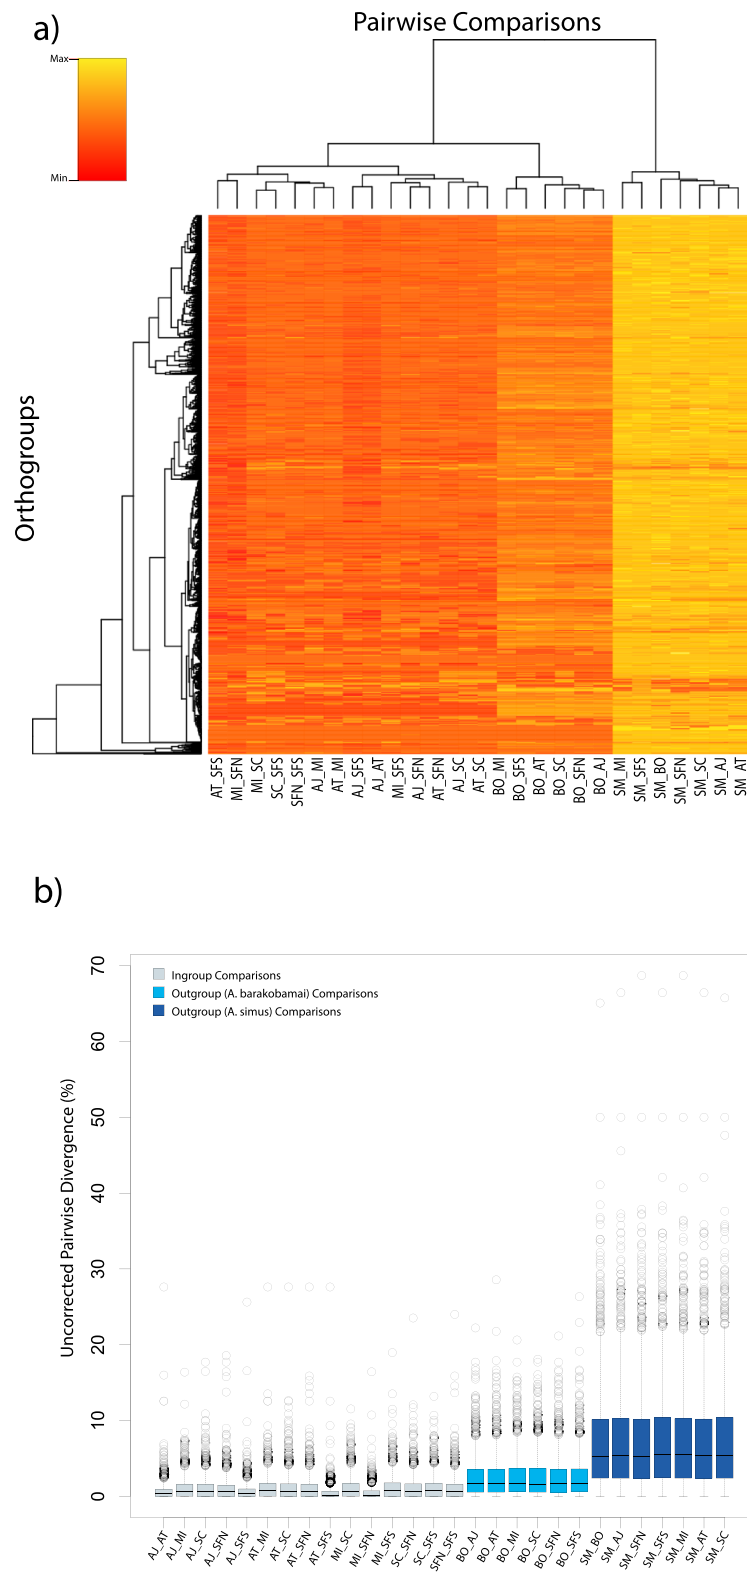 a)
Pairwise Comparisons
Max
Min
Orthogroups
AT_SFS
MI_SFN
MI_SC
SC_SFS
SFN_SFS
AJ_MI
AT_MI
AJ_SFS
AJ_AT
MI_SFS
AJ_SFN
AT_SFN
AJ_SC
AT_SC
BO_MI
BO_SFS
BO_AT
BO_SC
BO_SFN
BO_AJ
SM_MI
SM_SFS
SM_BO
SM_SFN
SM_SC
SM_AJ
SM_AT
b)
Uncorrected Pairwise Divergence (%)
70
60
50
40
30
20
10
0
Ingroup Comparisons
Outgroup (A. barakobamai) Comparisons
Outgroup (A. simus) Comparisons
AJ_AT
AJ_MI
AJ_SC
AJ_SFN
AJ_SFS
AT_MI
AT_SC
AT_SFN
AT_SFS
MI_SC
MI_SFN
MI_SFS
SC_SFN
SC_SFS
SFN_SFS
BO_AJ
BO_AT
BO_MI
BO_SC
BO_SFN
BO_SFS
SM_BO
SM_AJ
SM_SFN
SM_SFS
SM_MI
SM_AT
SM_SC